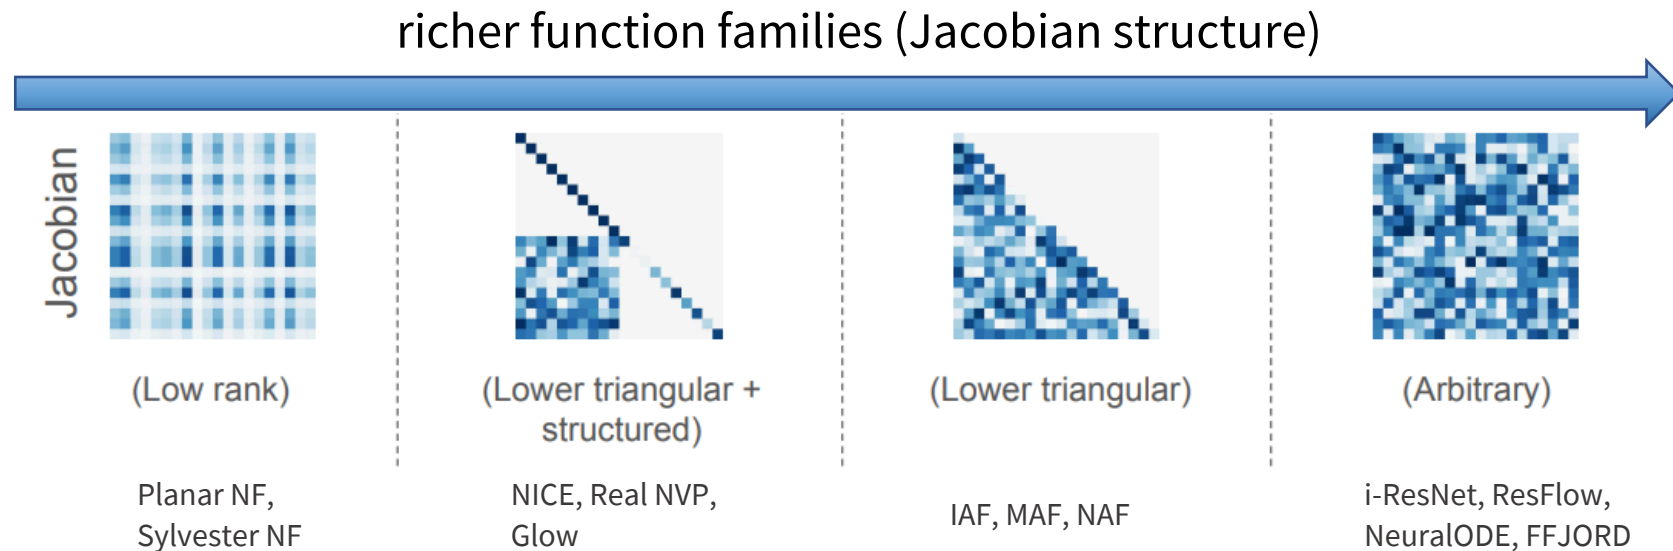 richer function families (Jacobian structure)
Jacobian
(Low rank)
(Lower triangular +
structured)
(Lower triangular)
(Arbitrary)
Planar NF,
Sylvester NF
NICE, Real NVP,
Glow
IAF, MAF, NAF
i-ResNet, ResFlow,
NeuralODE, FFJORD